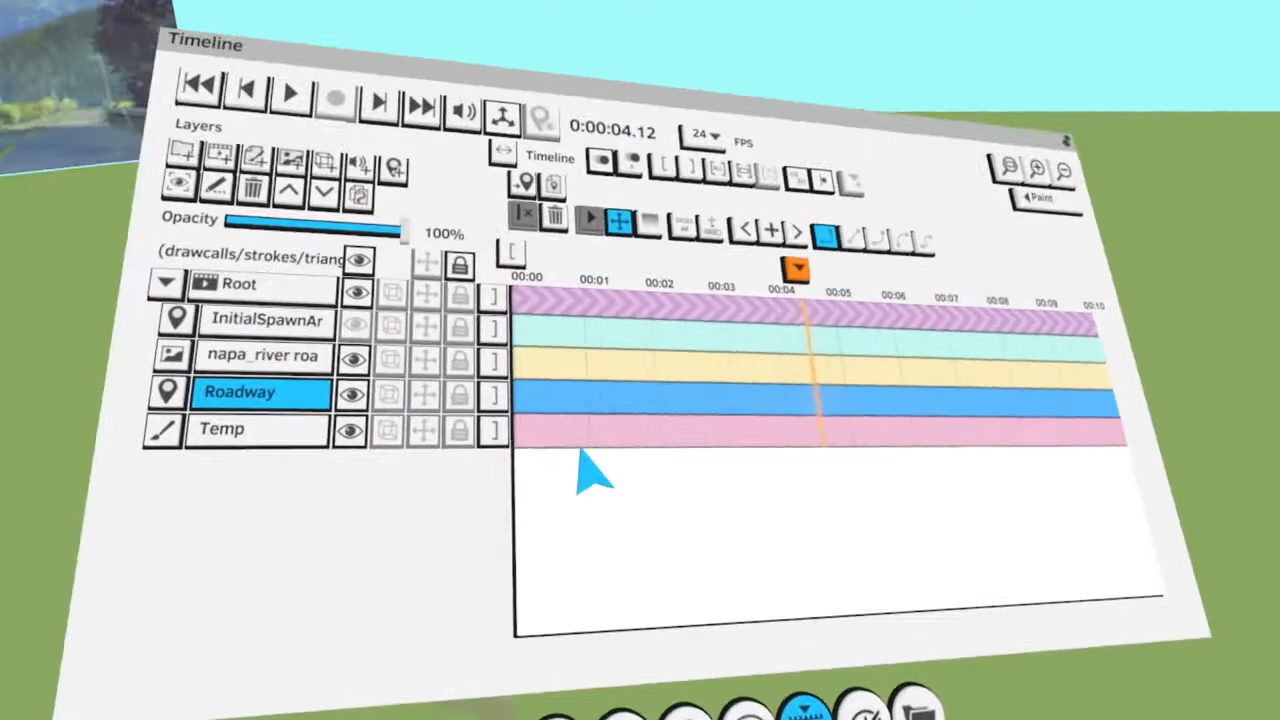 Timeline
0:00:04.12
24
FPS
Layers
Timeline
Paint
Opacity
100%
(drawcalls/strokes/triang
00:00
00:01
00:02
00:03
00:04
00:05
00:06
00:07
00:08
00:09
00:10
Root
InitialSpawnAr
napa_river roa
Roadway
Temp